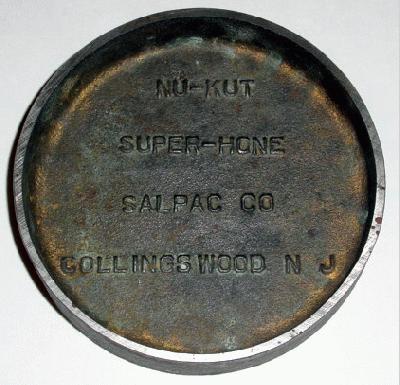 NU-KUT
SUPER-HONE
SALPAC CO
COLLINGSWOOD N J